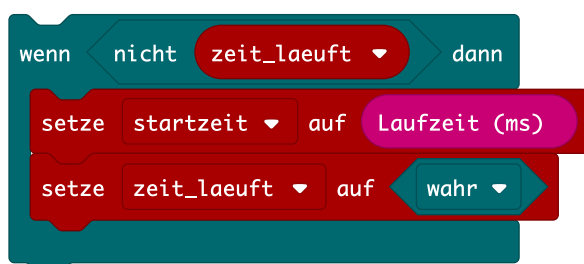 wenn nicht zeit_laeuft dann
setze startzeit auf Laufzeit (ms)
setze zeit_laeuft auf wahr